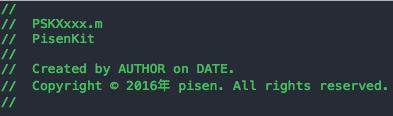 //
//  PSKXxxx.m
//  PisenKit
//
//  Created by AUTHOR on DATE.
//  Copyright © 2016年 pisen. All rights reserved.
//